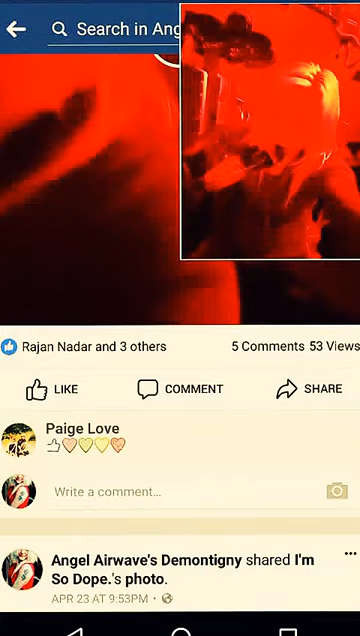 Search in Ang
Rajan Nadar and 3 others 5 Comments 53 Views
LIKE COMMENT SHARE
Paige Love
Write a comment...
Angel Airwave's Demontigny shared I'm
So Dope.'s photo.
APR 23 AT 9:53PM •